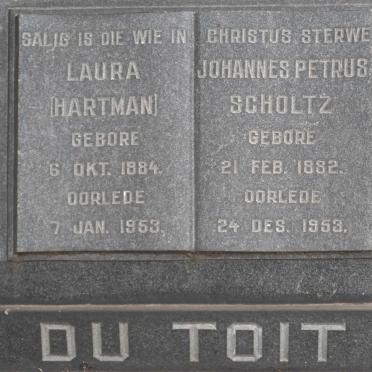 SALIG IS DIE WIE IN
LAURA
(HARTMAN)
GEBORE
6 OKT. 1884.
OORLEDE
7 JAN. 1953.
CHRISTUS STERWE
JOHANNES PETRUS
SCHOLTZ
GEBORE
21 FEB. 1882.
OORLEDE
24 DES. 1953.
DU TOIT